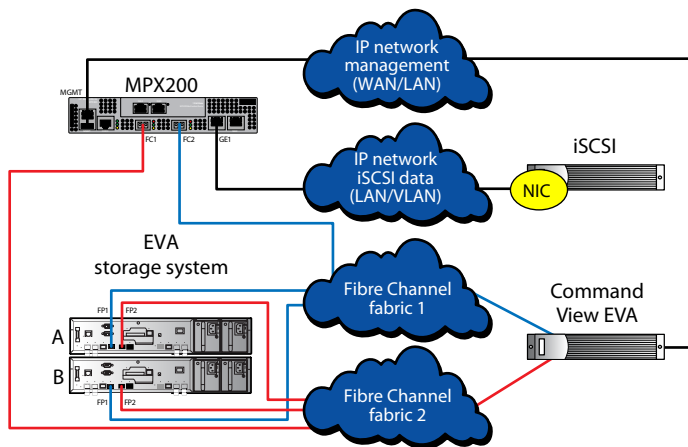 IP network
management
(WAN/LAN)
MPX200
MGMT
FC1
FC2
GE1
IP network
iSCSI data
(LAN/VLAN)
iSCSI
NIC
EVA
storage system
Fibre Channel
fabric 1
Command
View EVA
FP1
FP2
A
B
FP1
FP2
Fibre Channel
fabric 2